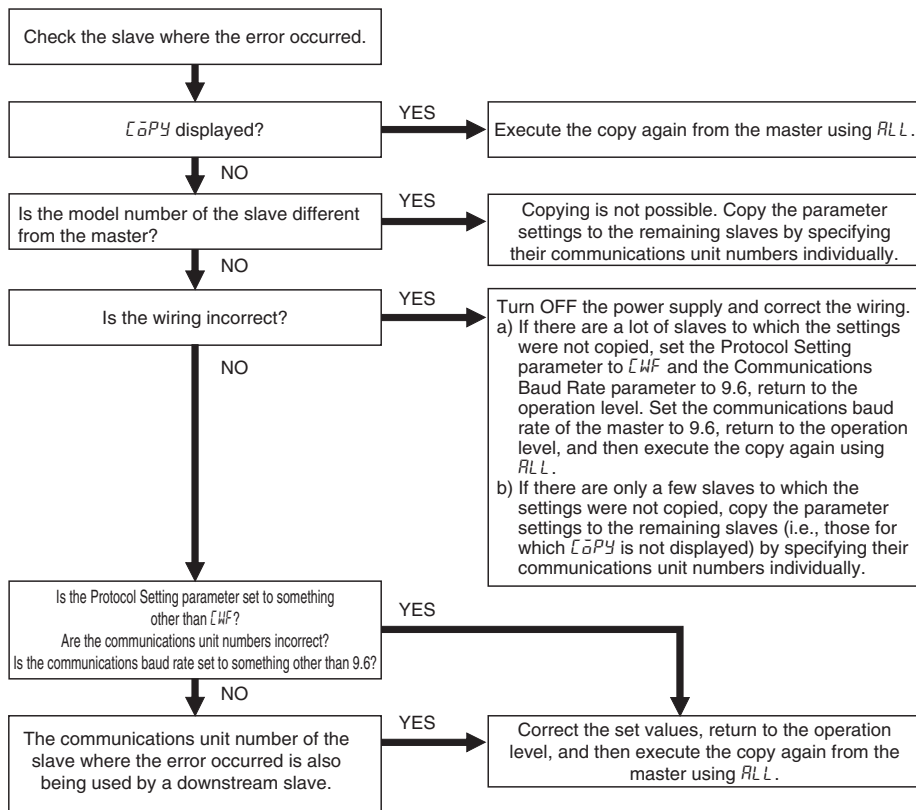 Check the slave where the error occurred.
CoPY displayed?
YES
Execute the copy again from the master using ALL.
NO
Is the model number of the slave different
from the master?
YES
Copying is not possible. Copy the parameter
settings to the remaining slaves by specifying
their communications unit numbers individually.
NO
Is the wiring incorrect?
YES
Turn OFF the power supply and correct the wiring.
a) If there are a lot of slaves to which the settings
were not copied, set the Protocol Setting
parameter to CWF and the Communications
Baud Rate parameter to 9.6, return to the
operation level. Set the communications baud
rate of the master to 9.6, return to the operation
level, and then execute the copy again using
ALL.
b) If there are only a few slaves to which the
settings were not copied, copy the parameter
settings to the remaining slaves (i.e., those for
which CoPY is not displayed) by specifying their
communications unit numbers individually.
NO
Is the Protocol Setting parameter set to something
other than CWF?
Are the communications unit numbers incorrect?
Is the communications baud rate set to something other than 9.6?
YES
NO
The communications unit number of the
slave where the error occurred is also
being used by a downstream slave.
YES
Correct the set values, return to the operation
level, and then execute the copy again from the
master using ALL.